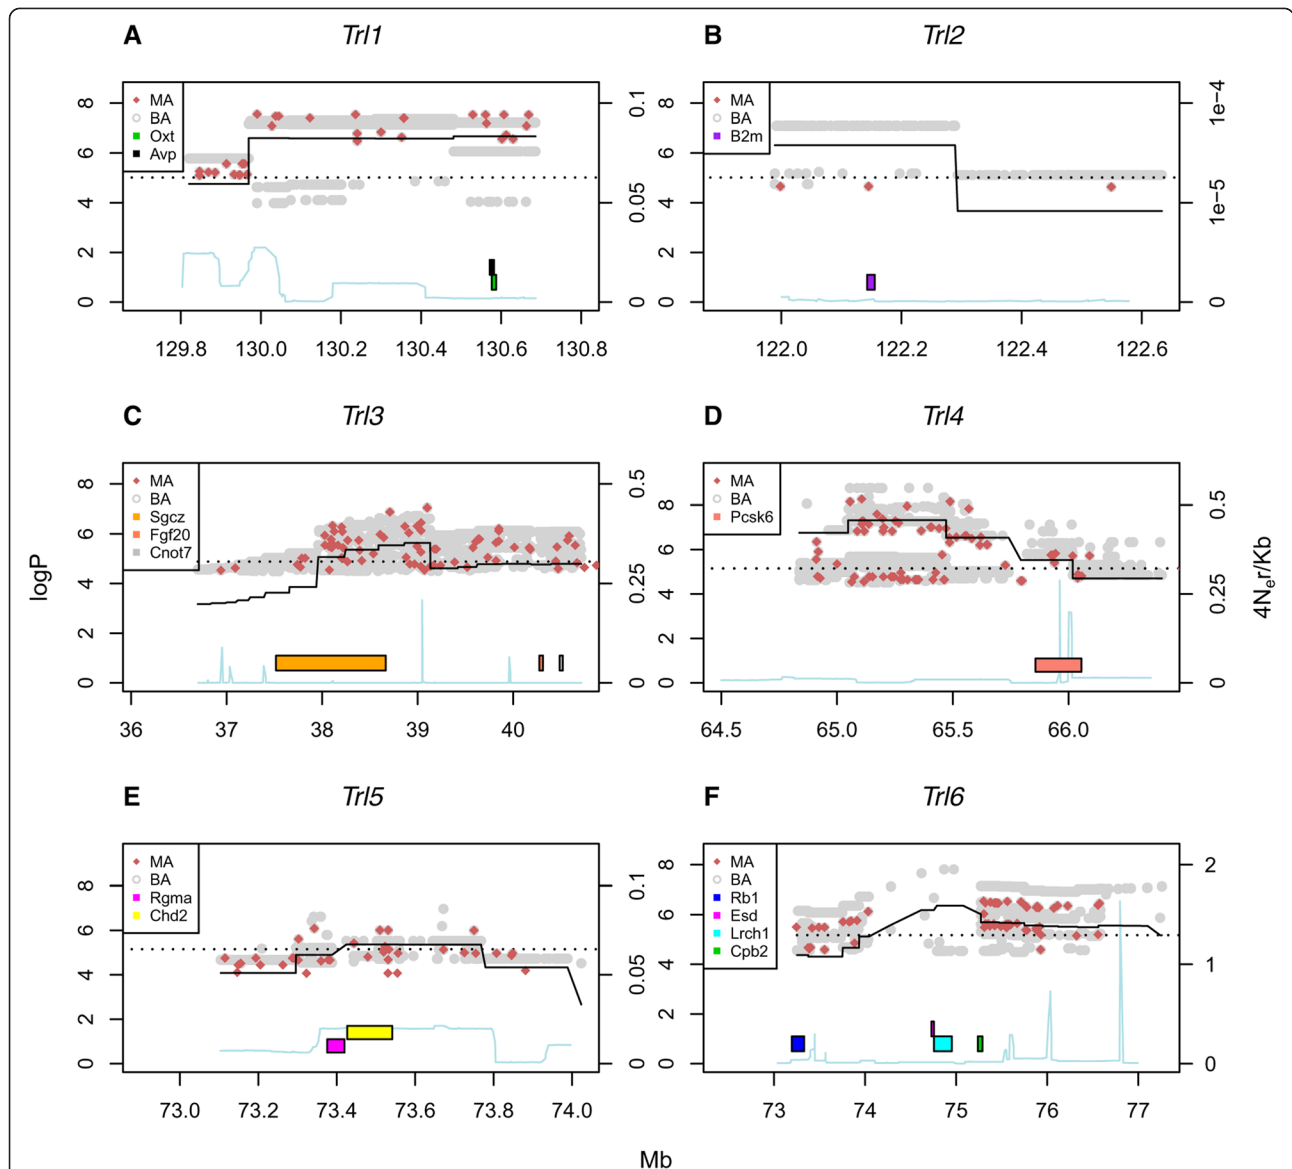 A Trl1
MA
BA
Oxt
Avp
8
6
4
2
0
0.1
0.05
0
129.8 130.0 130.2 130.4 130.6 130.8
B Trl2
MA
BA
B2m
8
6
4
2
0
1e−4
1e−5
0
122.0 122.2 122.4 122.6
C Trl3
MA
BA
Sgcz
Fgf20
Cnot7
8
6
4
2
0
0.5
0.25
0
36 37 38 39 40
D Trl4
MA
BA
Pcsk6
8
6
4
2
0
0.5
0.25
0
64.5 65.0 65.5 66.0
logP
4Ner/Kb
E Trl5
MA
BA
Rgma
Chd2
8
6
4
2
0
0.1
0.05
0
73.0 73.2 73.4 73.6 73.8 74.0
F Trl6
MA
BA
Rb1
Esd
Lrch1
Cpb2
8
6
4
2
0
2
1
0
73 74 75 76 77
Mb